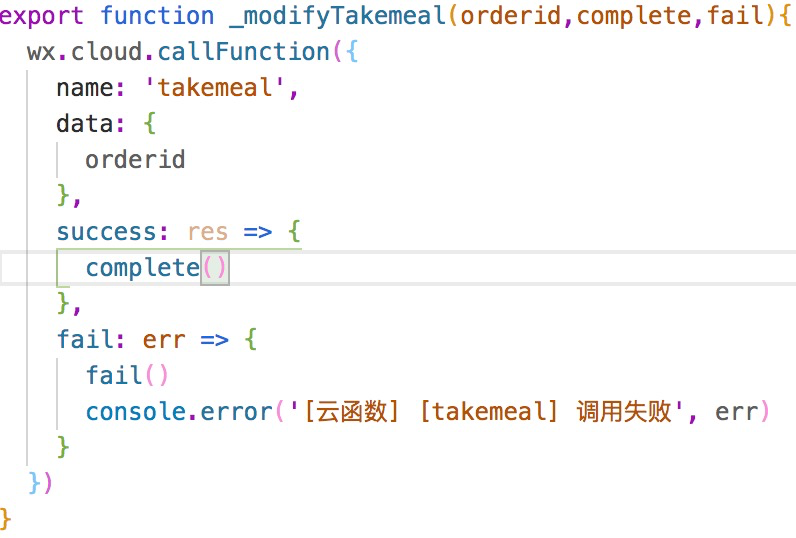 export function _modifyTakemeal(orderid,complete,fail){
wx.cloud.callFunction({
name: 'takemeal',
data: {
orderid
},
success: res => {
complete()
},
fail: err => {
fail()
console.error('[云函数] [takemeal] 调用失败', err)
}
})
}